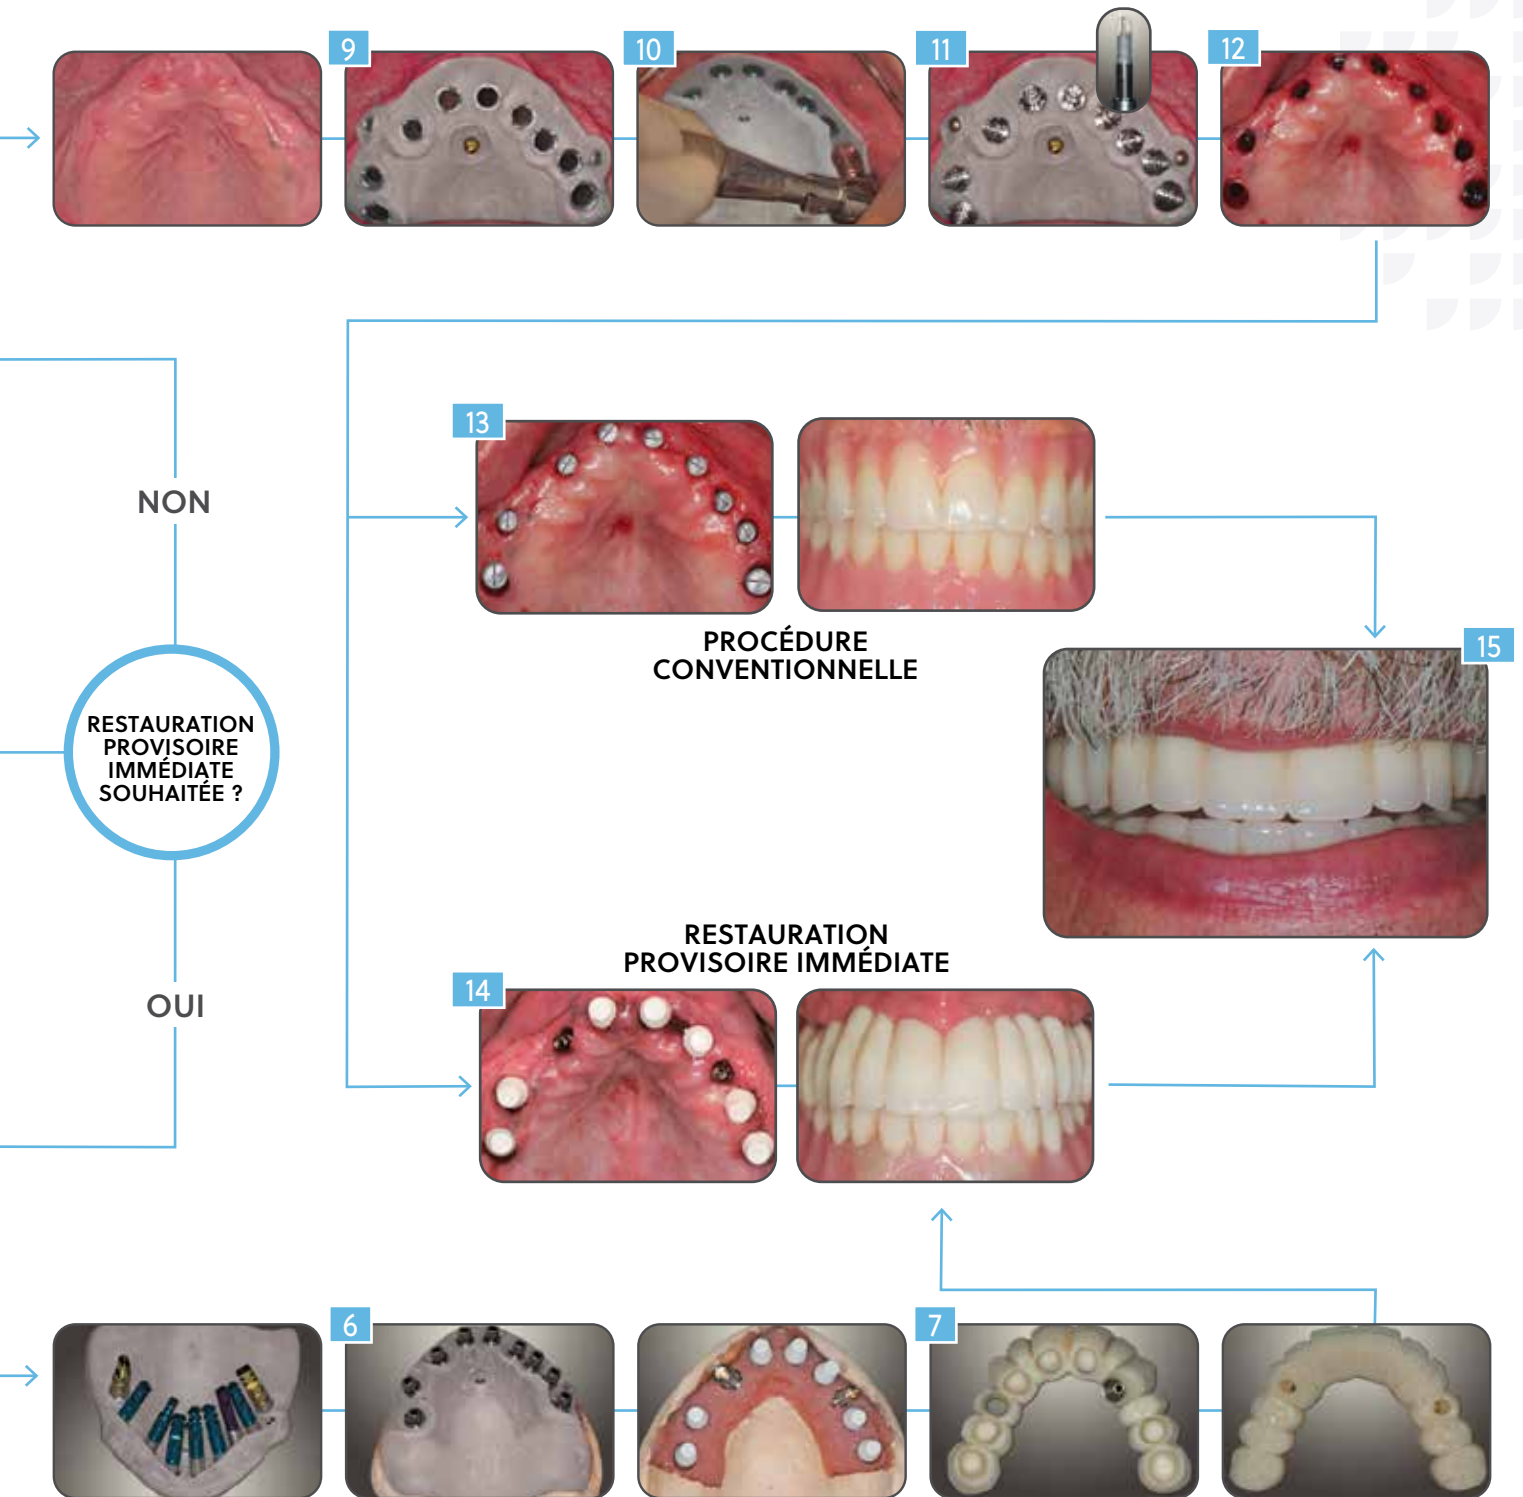 9
10
11
12
NON
13
PROCÉDURE
CONVENTIONNELLE
15
RESTAURATION
PROVISOIRE
IMMÉDIATE
SOUHAITÉE ?
RESTAURATION
PROVISOIRE IMMÉDIATE
14
OUI
6
7